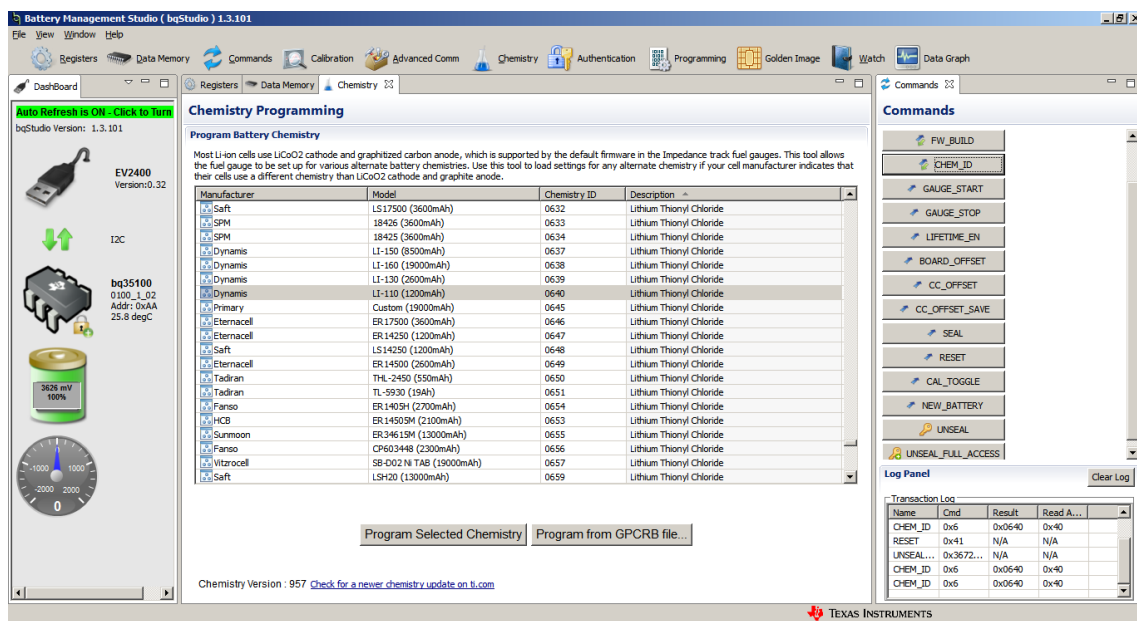 Battery Management Studio ( bqStudio ) 1.3.101
File View Window Help
Registers Data Memory Commands Calibration Advanced Comm Chemistry Authentication Programming Golden Image Watch Data Graph
DashBoard
Auto Refresh is ON - Click to Turn
bqStudio Version: 1.3.101
EV2400
Version:0.32
I2C
bq35100
0100_1_02
Addr: 0xAA
25.8 degC
3626 mV
100%
-1000 1000
-2000 2000
0
Registers Data Memory Chemistry
Chemistry Programming
Program Battery Chemistry
Most Li-ion cells use LiCoO2 cathode and graphitized carbon anode, which is supported by the default firmware in the Impedance track fuel gauges. This tool allows
the fuel gauge to be set up for various alternate battery chemistries. Use this tool to load settings for any alternate chemistry if your cell manufacturer indicates that
their cells use a different chemistry than LiCoO2 cathode and graphite anode.
Manufacturer Model Chemistry ID Description
Saft LS17500 (3600mAh) 0632 Lithium Thionyl Chloride
SPM 18426 (3600mAh) 0633 Lithium Thionyl Chloride
SPM 18425 (3600mAh) 0634 Lithium Thionyl Chloride
Dynamis LI-150 (8500mAh) 0637 Lithium Thionyl Chloride
Dynamis LI-160 (19000mAh) 0638 Lithium Thionyl Chloride
Dynamis LI-130 (2600mAh) 0639 Lithium Thionyl Chloride
Dynamis LI-110 (1200mAh) 0640 Lithium Thionyl Chloride
Primary Custom (19000mAh) 0645 Lithium Thionyl Chloride
Eternacell ER17500 (3600mAh) 0646 Lithium Thionyl Chloride
Eternacell ER14250 (1200mAh) 0647 Lithium Thionyl Chloride
Saft LS14250 (1200mAh) 0648 Lithium Thionyl Chloride
Eternacell ER14500 (2600mAh) 0649 Lithium Thionyl Chloride
Tadiran THL-2450 (550mAh) 0650 Lithium Thionyl Chloride
Tadiran TL-5930 (19Ah) 0651 Lithium Thionyl Chloride
Fanso ER1405H (2700mAh) 0654 Lithium Thionyl Chloride
HCB ER14505M (2100mAh) 0653 Lithium Thionyl Chloride
Sunmoon ER34615M (13000mAh) 0655 Lithium Thionyl Chloride
Fanso CP603448 (2300mAh) 0656 Lithium Thionyl Chloride
Vitzrocell SB-D02 Ni TAB (19000mAh) 0657 Lithium Thionyl Chloride
Saft LSH20 (13000mAh) 0659 Lithium Thionyl Chloride
Program Selected Chemistry Program from GPCRB file...
Chemistry Version : 957 Check for a newer chemistry update on ti.com
Commands
Commands
FW_BUILD
CHEM_ID
GAUGE_START
GAUGE_STOP
LIFETIME_EN
BOARD_OFFSET
CC_OFFSET
CC_OFFSET_SAVE
SEAL
RESET
CAL_TOGGLE
NEW_BATTERY
UNSEAL
UNSEAL_FULL_ACCESS
Log Panel
Clear Log
Transaction Log
Name Cmd Result Read A...
CHEM_ID 0x6 0x0640 0x40
RESET 0x41 N/A N/A
UNSEAL... 0x3672... N/A N/A
CHEM_ID 0x6 0x0640 0x40
CHEM_ID 0x6 0x0640 0x40
TEXAS INSTRUMENTS